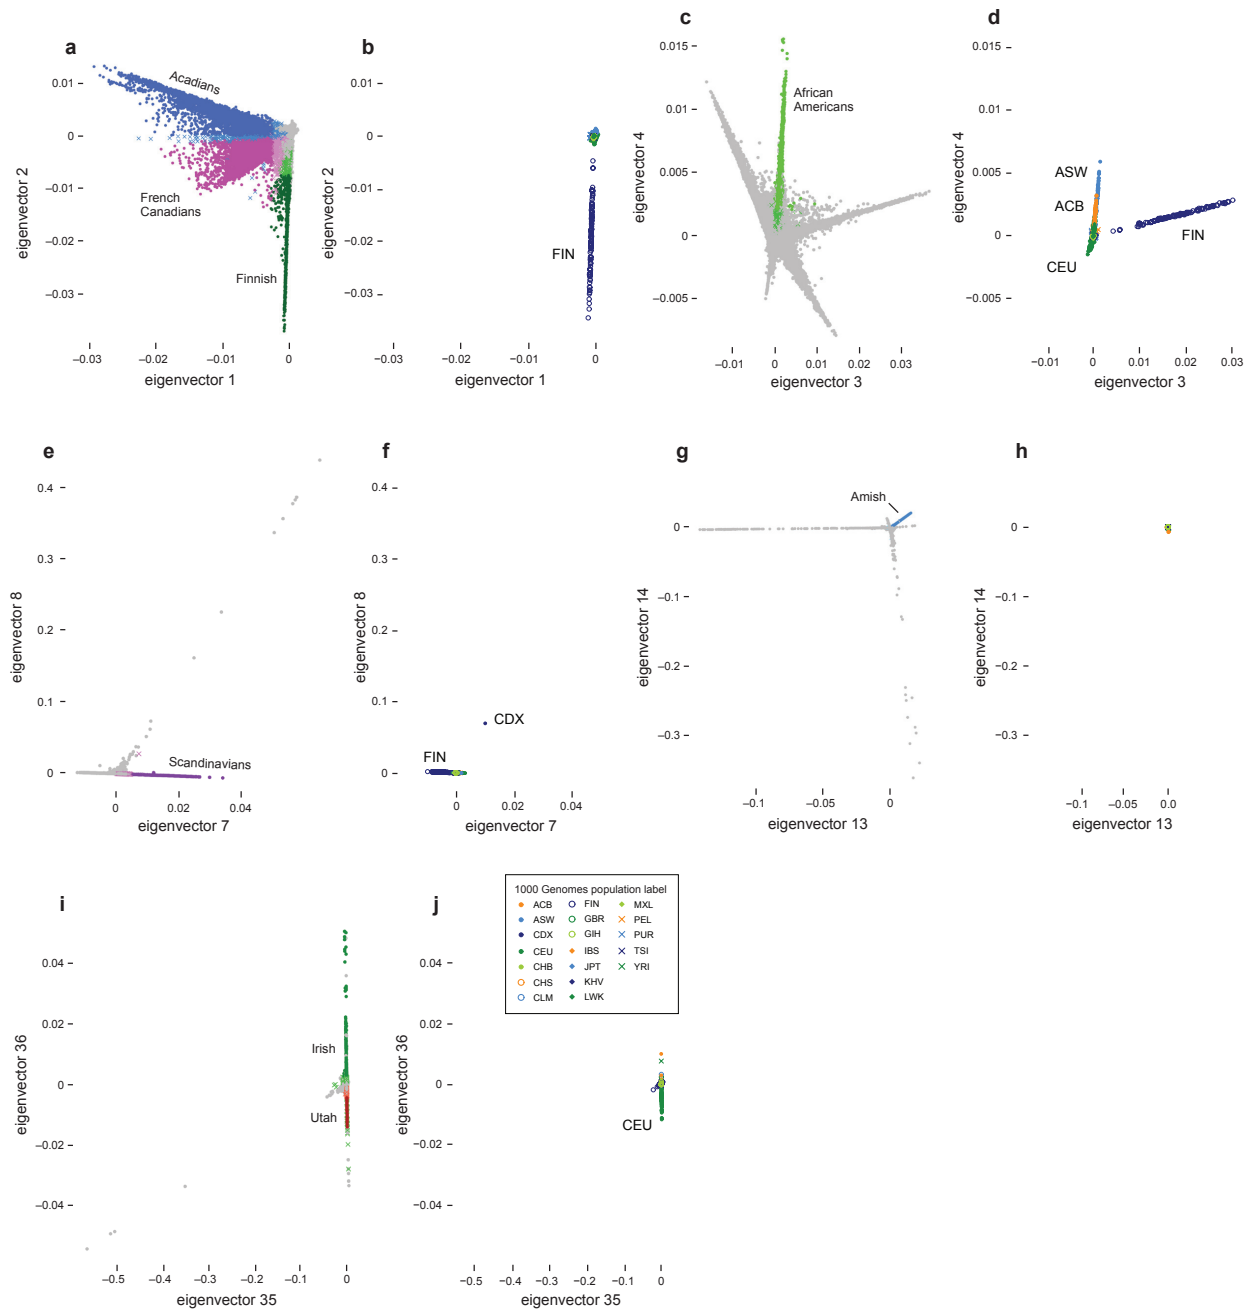 a
b
c
d
0.01
0
–0.01
–0.02
–0.03
eigenvector 2
Acadians
French
Canadians
Finnish
–0.03
–0.02
–0.01
0
eigenvector 1
0.01
0
−0.01
−0.02
−0.03
eigenvector 2
FIN
−0.03
−0.02
−0.01
0
eigenvector 1
0.015
0.010
0.005
0
–0.005
eigenvector 4
African
Americans
–0.01
0
0.01
0.02
0.03
eigenvector 3
0.015
0.010
0.005
0
−0.005
eigenvector 4
ASW
ACB
FIN
CEU
−0.01
0
0.01
0.02
0.03
eigenvector 3
e
f
g
h
0.4
0.3
0.2
0.1
0
eigenvector 8
Scandinavians
0
0.02
0.04
eigenvector 7
0.4
0.3
0.2
0.1
0
eigenvector 8
CDX
FIN
0
0.02
0.04
eigenvector 7
0
–0.1
–0.2
–0.3
eigenvector 14
Amish
–0.1
–0.05
0
eigenvector 13
0
−0.1
−0.2
−0.3
eigenvector 14
−0.1
−0.05
0.0
eigenvector 13
i
j
0.04
0.02
0
–0.02
–0.04
eigenvector 36
Irish
Utah
–0.5
–0.4
–0.3
–0.2
–0.1
0
eigenvector 35
0.04
0.02
0
−0.02
−0.04
eigenvector 36
CEU
−0.5
−0.4
−0.3
−0.2
−0.1
0
eigenvector 35
1000 Genomes population label
ACB FIN MXL
ASW GBR PEL
CDX GIH PUR
CEU IBS TSI
CHB JPT YRI
CHS KHV
CLM LWK